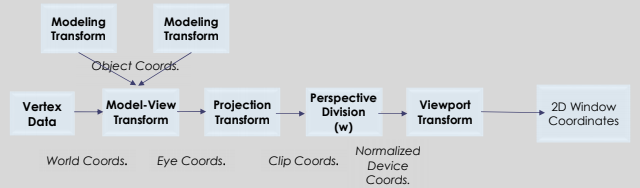 Modeling
Transform
Modeling
Transform
Object Coords.
Vertex
Data
Model-View
Transform
Projection
Transform
Perspective
Division
(w)
Viewport
Transform
2D Window
Coordinates
World Coords.
Eye Coords.
Clip Coords.
Normalized
Device
Coords.